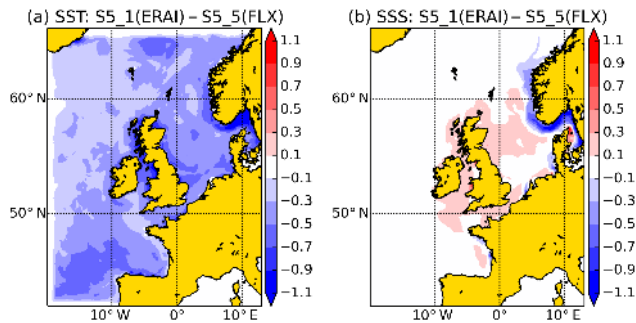 (a) SST: S5_1(ERAI) − S5_5(FLX)
1.1
0.9
0.7
0.5
0.3
0.1
−0.1
−0.3
−0.5
−0.7
−0.9
−1.1
60° N
50° N
10° W
0°
10° E
(b) SSS: S5_1(ERAI) − S5_5(FLX)
1.1
0.9
0.7
0.5
0.3
0.1
−0.1
−0.3
−0.5
−0.7
−0.9
−1.1
60° N
50° N
10° W
0°
10° E